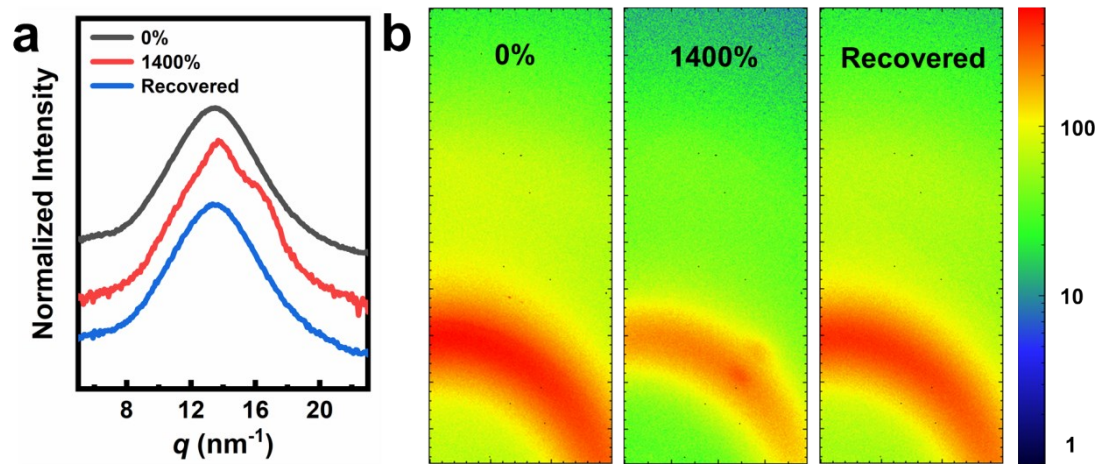 a
0%
1400%
Recovered
Normalized Intensity
8 12 16 20
q (nm⁻¹)
b
0%
1400%
Recovered
100
10
1